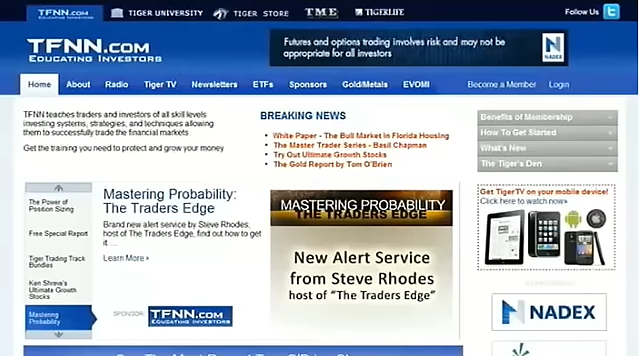 TFNN.COM
EDUCATING INVESTORS
TIGER UNIVERSITY
TIGER STORE
TME
TIGERLIFE
Follow Us
TFNN.COM
EDUCATING INVESTORS
Futures and options trading involves risk and may not be
appropriate for all investors
NADEX
Home
About
Radio
Tiger TV
Newsletters
ETFs
Sponsors
Gold/Metals
EVOMI
Become a Member
Login
TFNN teaches traders and investors of all skill levels
investing systems, strategies, and techniques allowing
them to successfully trade the financial markets.
Get the training you need to protect and grow your money
BREAKING NEWS
White Paper - The Bull Market in Florida Housing
The Master Trader Series - Basil Chapman
Try Out Ultimate Growth Stocks
The Gold Report by Tom O'Brien
Benefits of Membership
How To Get Started
What's New
The Tiger's Den
The Power of
Position Sizing
Free Special Report
Tiger Trading Track
Bundles
Ken Shreve's
Ultimate Growth
Stocks
Mastering
Probability
Mastering Probability:
The Traders Edge
Brand new alert service by Steve Rhodes,
host of The Traders Edge, find out how to get
it...
Learn More
SPONSOR:
TFNN.COM
EDUCATING INVESTORS
MASTERING PROBABILITY
THE TRADERS EDGE
New Alert Service
from Steve Rhodes
host of "The Traders Edge"
Get TigerTV on your mobile device!
Click here to watch now
NADEX